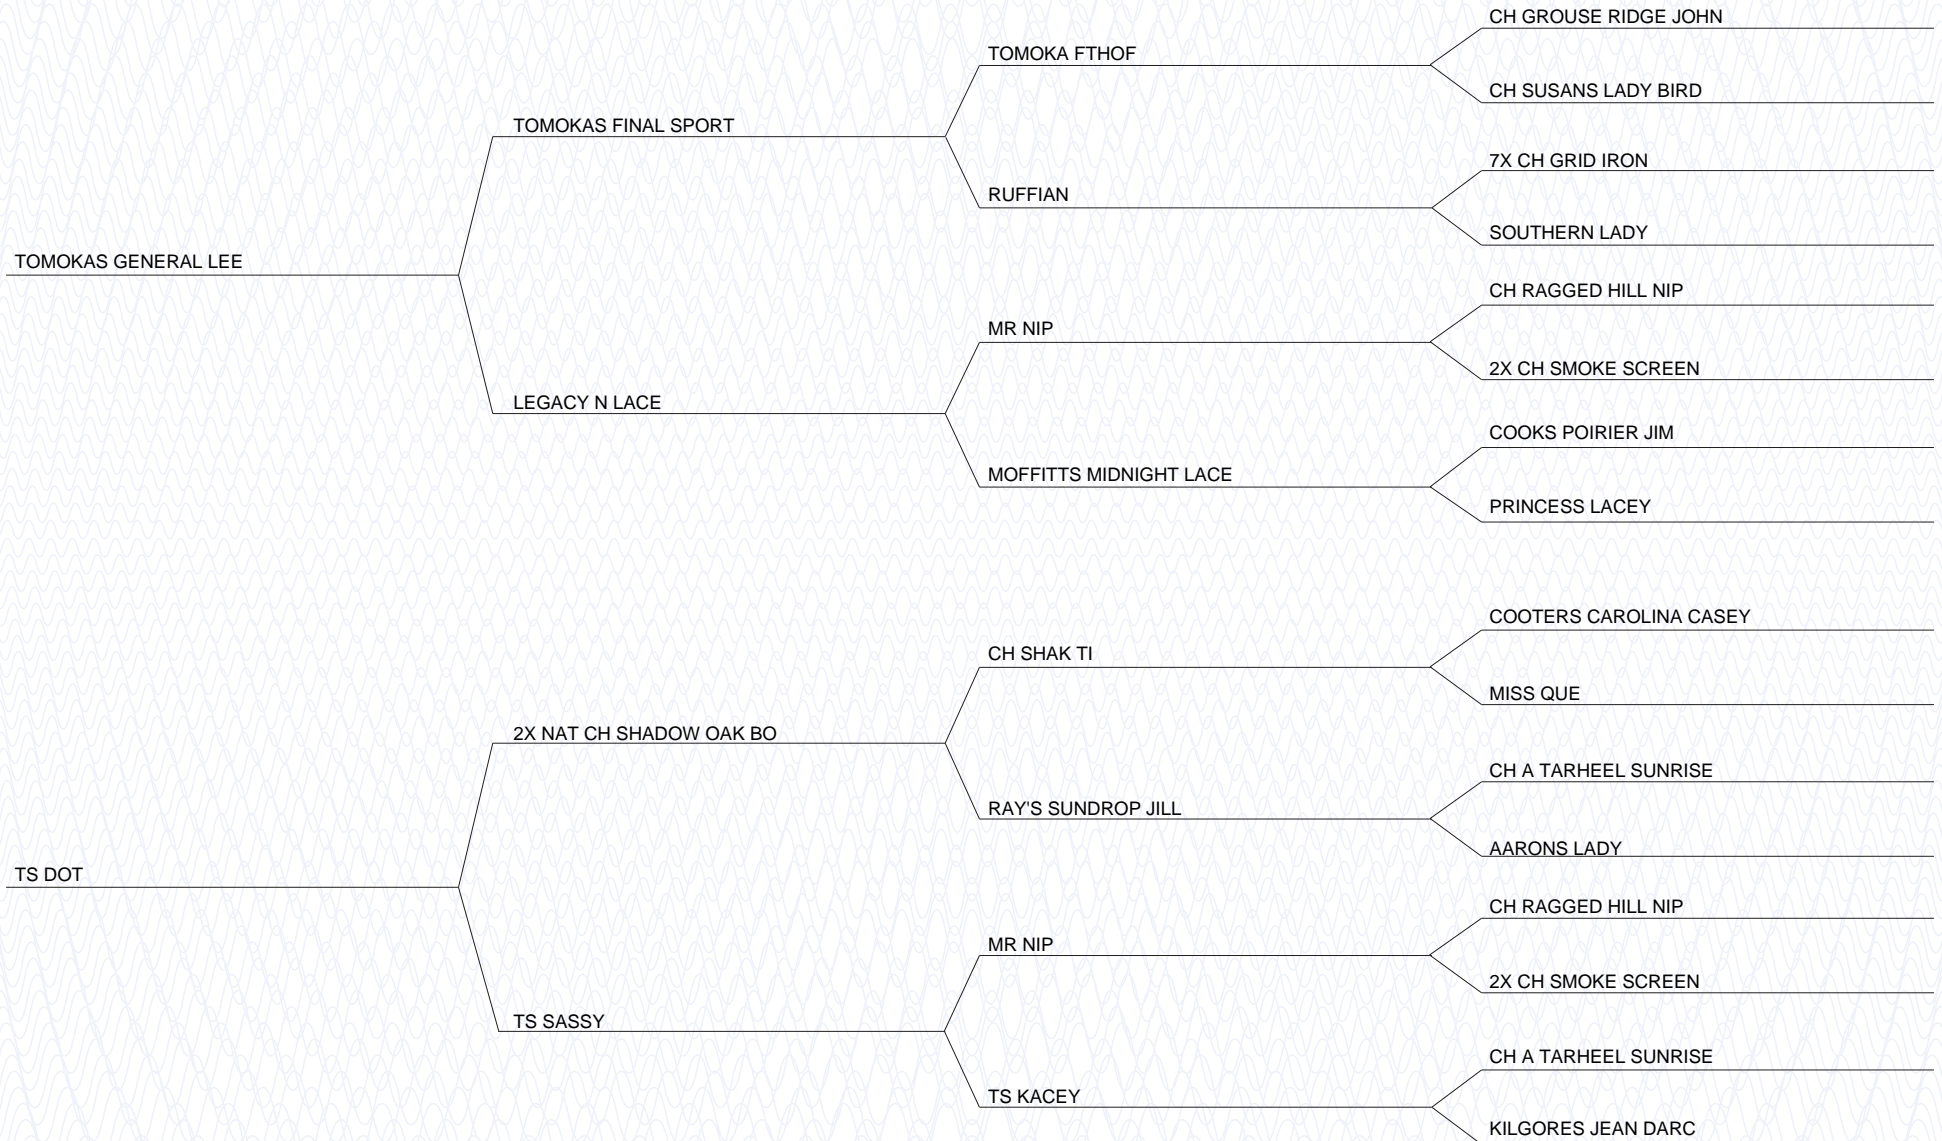 CH GROUSE RIDGE JOHN
TOMOKA FTHOF
CH SUSANS LADY BIRD
TOMOKAS FINAL SPORT
7X CH GRID IRON
RUFFIAN
SOUTHERN LADY
TOMOKAS GENERAL LEE
CH RAGGED HILL NIP
MR NIP
2X CH SMOKE SCREEN
LEGACY N LACE
COOKS POIRIER JIM
MOFFITTS MIDNIGHT LACE
PRINCESS LACEY
COOTERS CAROLINA CASEY
CH SHAK TI
MISS QUE
2X NAT CH SHADOW OAK BO
CH A TARHEEL SUNRISE
RAY'S SUNDROP JILL
AARONS LADY
TS DOT
CH RAGGED HILL NIP
MR NIP
2X CH SMOKE SCREEN
TS SASSY
CH A TARHEEL SUNRISE
TS KACEY
KILGORES JEAN DARC